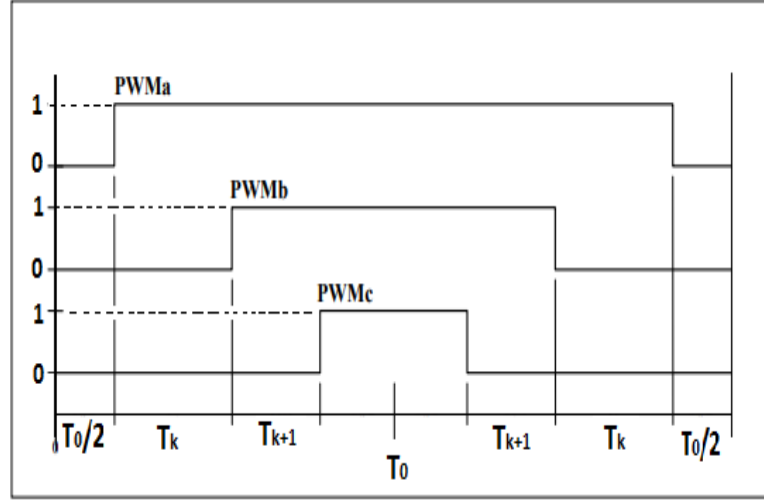 PWMa
1
0
PWMb
1
0
PWMc
1
0
0 T₀/2 Tₖ Tₖ₊₁ Tₖ₊₁ Tₖ T₀/2
T₀